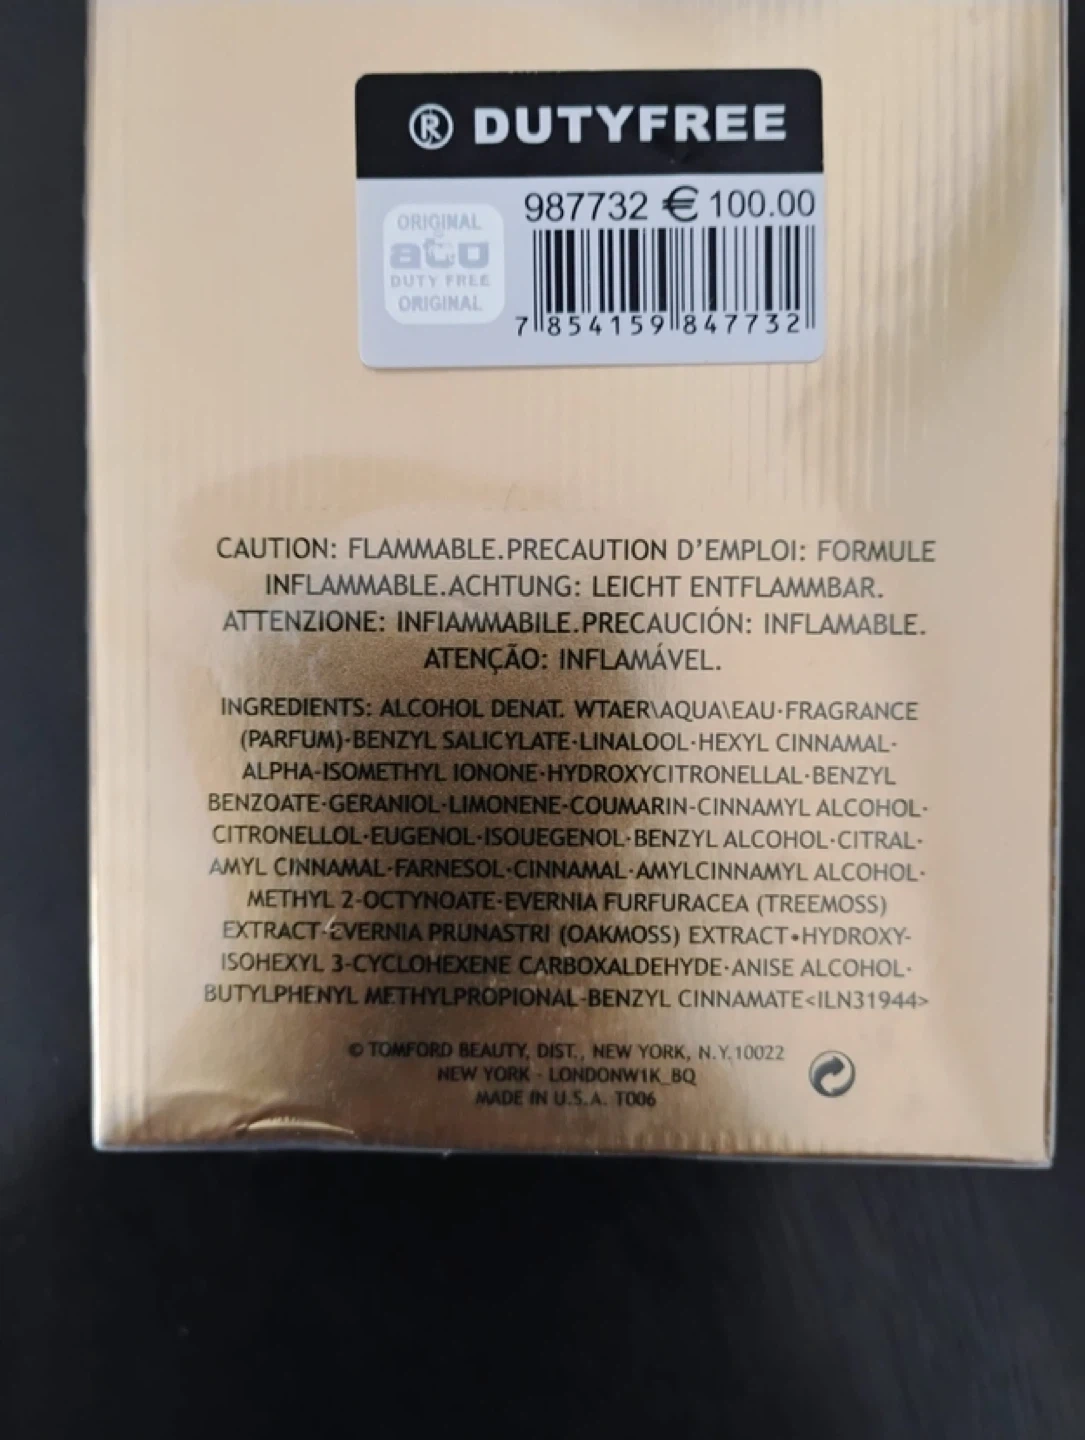 ® DUTYFREE
987732 € 100.00
ORIGINAL
atu
DUTY FREE
ORIGINAL
7 854159 847732
CAUTION: FLAMMABLE.PRECAUTION D'EMPLOI: FORMULE
INFLAMMABLE.ACHTUNG: LEICHT ENTFLAMMBAR.
ATTENZIONE: INFIAMMABILE.PRECAUCIÓN: INFLAMABLE.
ATENÇÃO: INFLAMÁVEL.
INGREDIENTS: ALCOHOL DENAT. WTAER\AQUA\EAU·FRAGRANCE
(PARFUM)·BENZYL SALICYLATE·LINALOOL·HEXYL CINNAMAL·
ALPHA-ISOMETHYL IONONE·HYDROXYCITRONELLAL·BENZYL
BENZOATE·GERANIOL·LIMONENE·COUMARIN-CINNAMYL ALCOHOL·
CITRONELLOL·EUGENOL·ISOUEGENOL·BENZYL ALCOHOL·CITRAL·
AMYL CINNAMAL·FARNESOL·CINNAMAL·AMYLCINNAMYL ALCOHOL·
METHYL 2-OCTYNOATE·EVERNIA FURFURACEA (TREEMOSS)
EXTRACT·EVERNIA PRUNASTRI (OAKMOSS) EXTRACT•HYDROXY-
ISOHEXYL 3-CYCLOHEXENE CARBOXALDEHYDE·ANISE ALCOHOL·
BUTYLPHENYL METHYLPROPIONAL-BENZYL CINNAMATE<ILN31944>
© TOMFORD BEAUTY, DIST., NEW YORK, N.Y.10022
NEW YORK - LONDONW1K_BQ
MADE IN U.S.A. T006